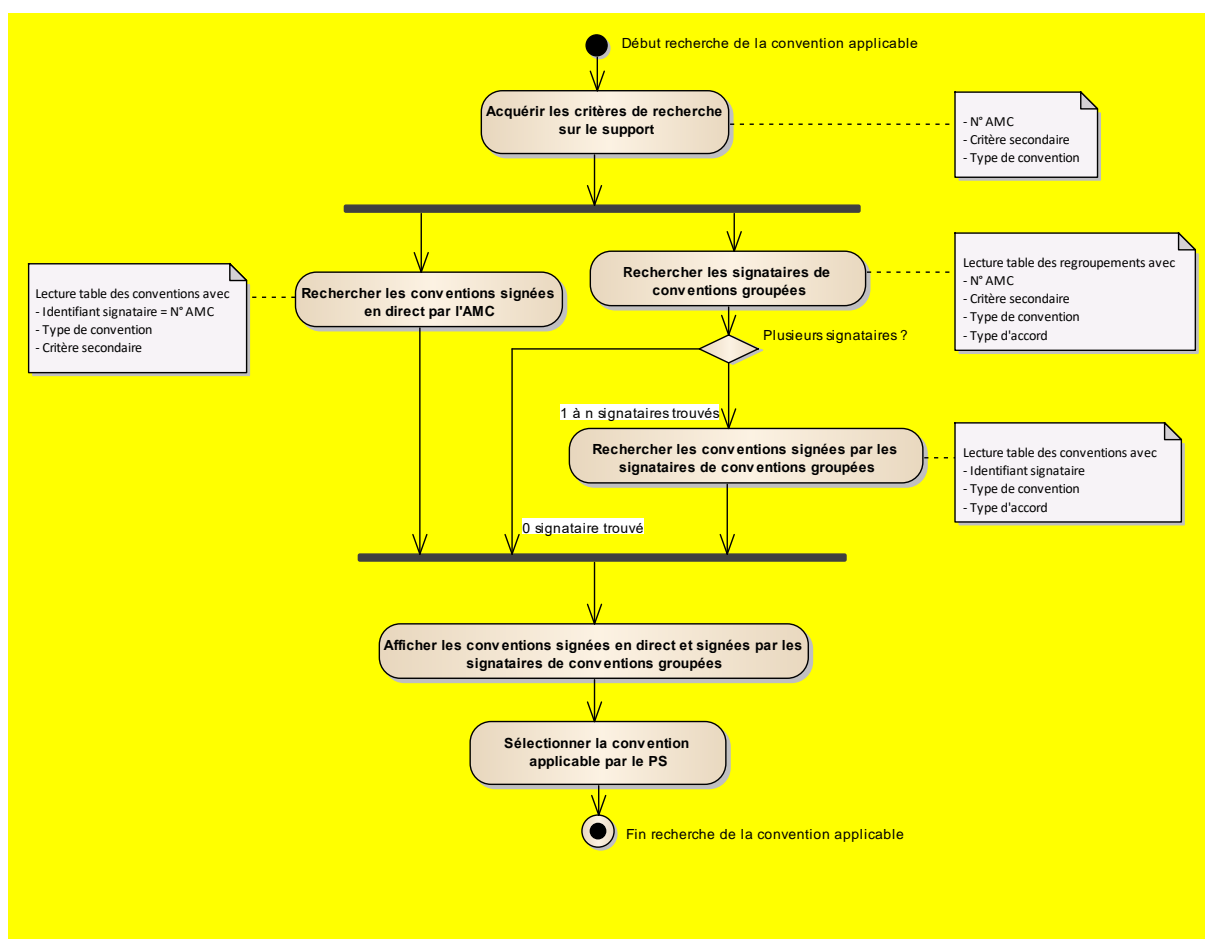 Début recherche de la convention applicable
Acquérir les critères de recherche
sur le support
- N° AMC
- Critère secondaire
- Type de convention
Lecture table des conventions avec
- Identifiant signataire = N° AMC
- Type de convention
- Critère secondaire
Rechercher les conventions signées
en direct par l'AMC
Rechercher les signataires de
conventions groupées
Lecture table des regroupements avec
- N° AMC
- Critère secondaire
- Type de convention
- Type d'accord
Plusieurs signataires ?
1 à n signataires trouvés
Rechercher les conventions signées par les
signataires de conventions groupées
Lecture table des conventions avec
- Identifiant signataire
- Type de convention
- Type d'accord
0 signataire trouvé
Afficher les conventions signées en direct et signées par les
signataires de conventions groupées
Sélectionner la convention
applicable par le PS
Fin recherche de la convention applicable